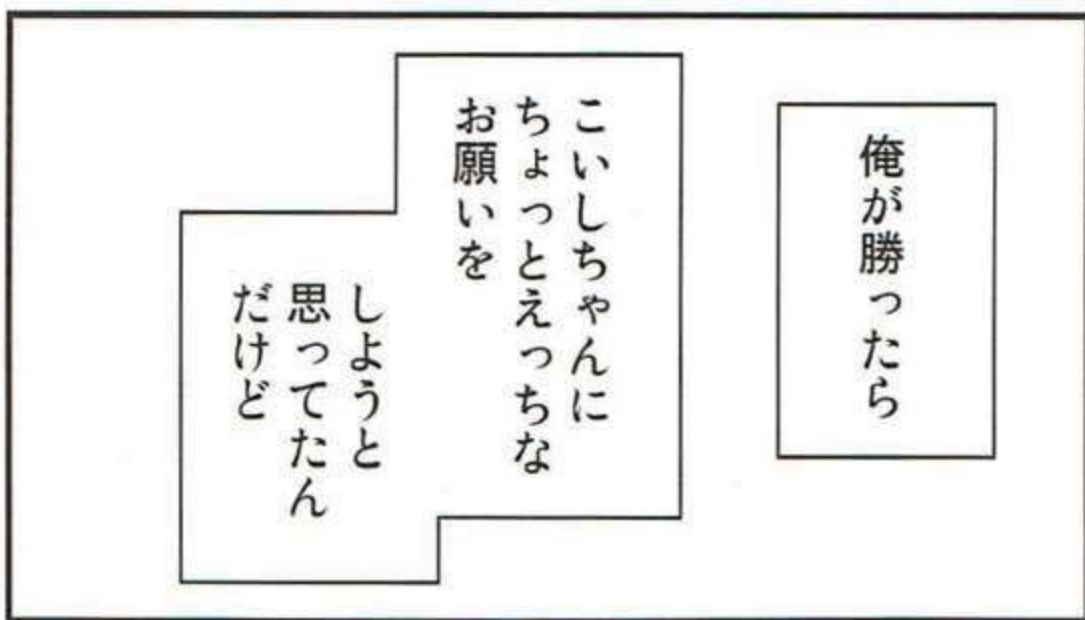 俺が勝ったら
こいしちゃんに
ちょっとえっちな
お願いを
しようと
思ってたん
だけど